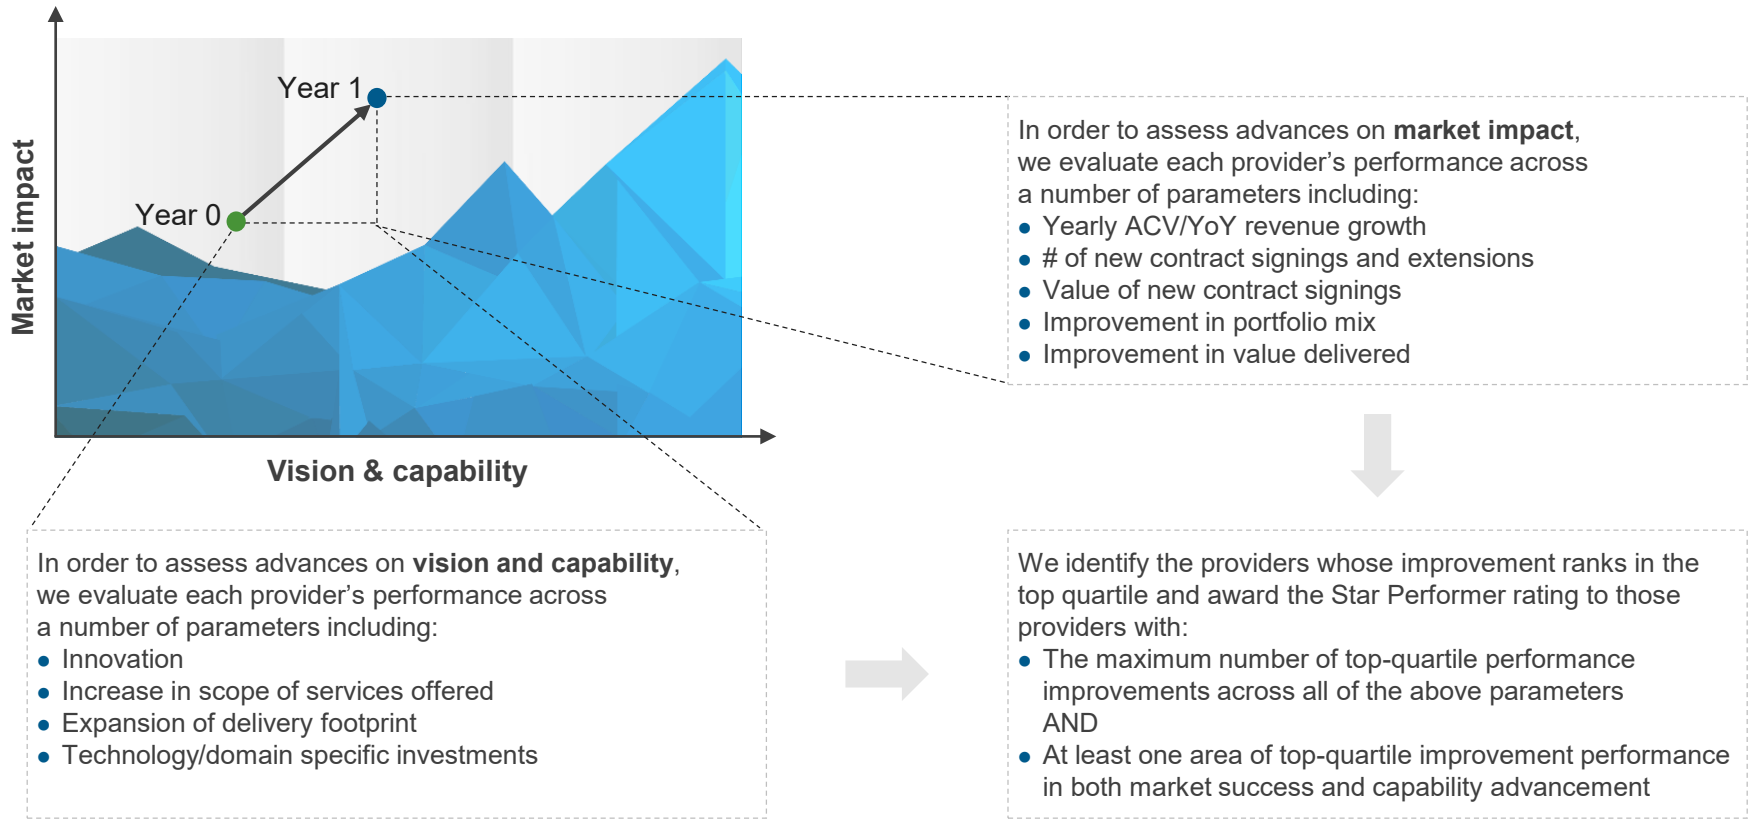 Market impact
Year 1
Year 0
Vision & capability
In order to assess advances on market impact,
we evaluate each provider’s performance across
a number of parameters including:
● Yearly ACV/YoY revenue growth
● # of new contract signings and extensions
● Value of new contract signings
● Improvement in portfolio mix
● Improvement in value delivered
In order to assess advances on vision and capability,
we evaluate each provider’s performance across
a number of parameters including:
● Innovation
● Increase in scope of services offered
● Expansion of delivery footprint
● Technology/domain specific investments
We identify the providers whose improvement ranks in the
top quartile and award the Star Performer rating to those
providers with:
● The maximum number of top-quartile performance
improvements across all of the above parameters
AND
● At least one area of top-quartile improvement performance
in both market success and capability advancement